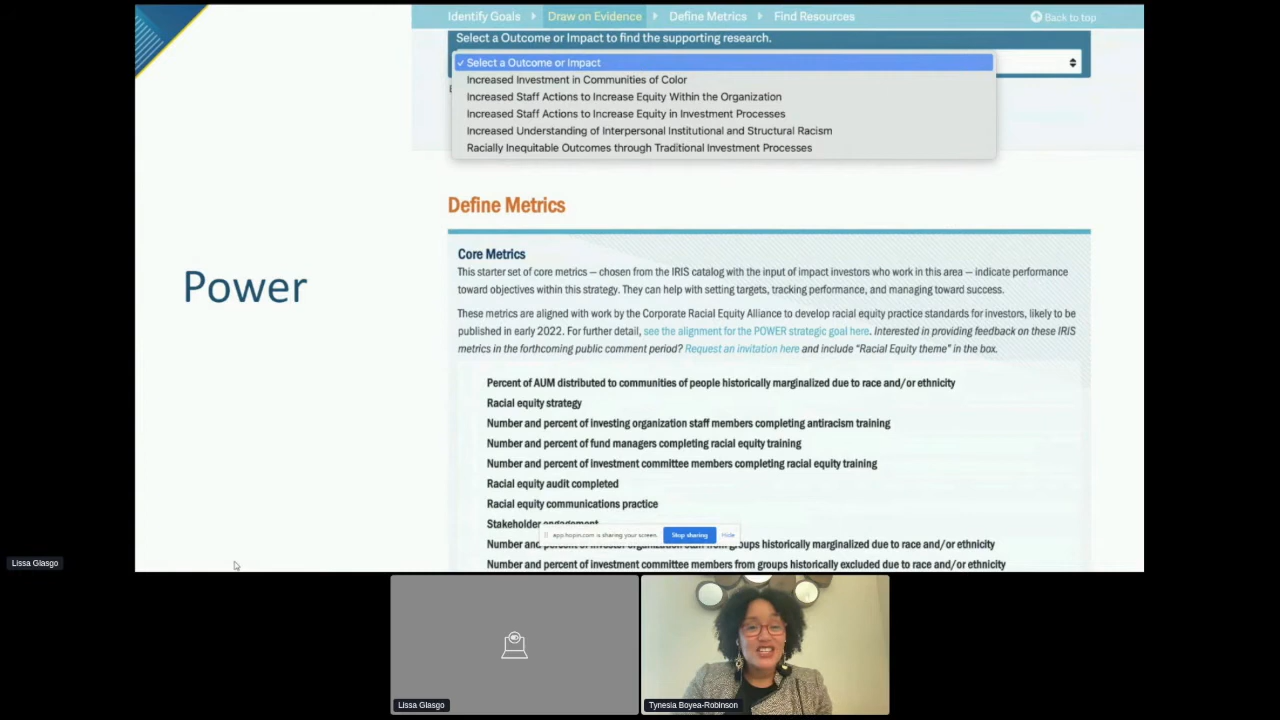 Identify Goals
Draw on Evidence
Define Metrics
Find Resources
Back to top
Select a Outcome or Impact to find the supporting research.
✓ Select a Outcome or Impact
Increased Investment in Communities of Color
Increased Staff Actions to Increase Equity Within the Organization
Increased Staff Actions to Increase Equity in Investment Processes
Increased Understanding of Interpersonal Institutional and Structural Racism
Racially Inequitable Outcomes through Traditional Investment Processes
Power
Define Metrics
Core Metrics
This starter set of core metrics — chosen from the IRIS catalog with the input of impact investors who work in this area — indicate performance
toward objectives within this strategy. They can help with setting targets, tracking performance, and managing toward success.
These metrics are aligned with work by the Corporate Racial Equity Alliance to develop racial equity practice standards for investors, likely to be
published in early 2022. For further detail, see the alignment for the POWER strategic goal here. Interested in providing feedback on these IRIS
metrics in the forthcoming public comment period? Request an invitation here and include “Racial Equity theme” in the box.
Percent of AUM distributed to communities of people historically marginalized due to race and/or ethnicity
Racial equity strategy
Number and percent of investing organization staff members completing antiracism training
Number and percent of fund managers completing racial equity training
Number and percent of investment committee members completing racial equity training
Racial equity audit completed
Racial equity communications practice
Stakeholder engagement
app.hopin.com is sharing your screen.
Stop sharing
Hide
Number and percent of investor organization staff from groups historically marginalized due to race and/or ethnicity
Number and percent of investment committee members from groups historically excluded due to race and/or ethnicity
Lissa Glasgo
Lissa Glasgo
Tynesia Boyea-Robinson